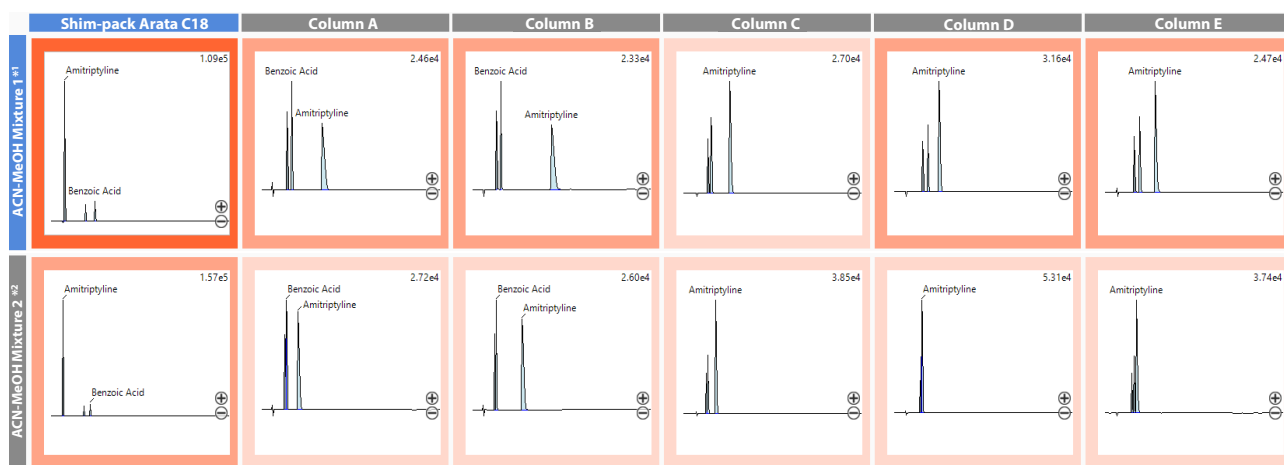 Shim-pack Arata C18
Column A
Column B
Column C
Column D
Column E
ACN-MeOH Mixture 1 *1
1.09e5
Amitriptyline
Benzoic Acid
2.46e4
Benzoic Acid
Amitriptyline
2.33e4
Benzoic Acid
Amitriptyline
2.70e4
Amitriptyline
3.16e4
Amitriptyline
2.47e4
Amitriptyline
ACN-MeOH Mixture 2 *2
1.57e5
Amitriptyline
Benzoic Acid
2.72e4
Benzoic Acid
Amitriptyline
2.60e4
Benzoic Acid
Amitriptyline
3.85e4
Amitriptyline
5.31e4
Amitriptyline
3.74e4
Amitriptyline